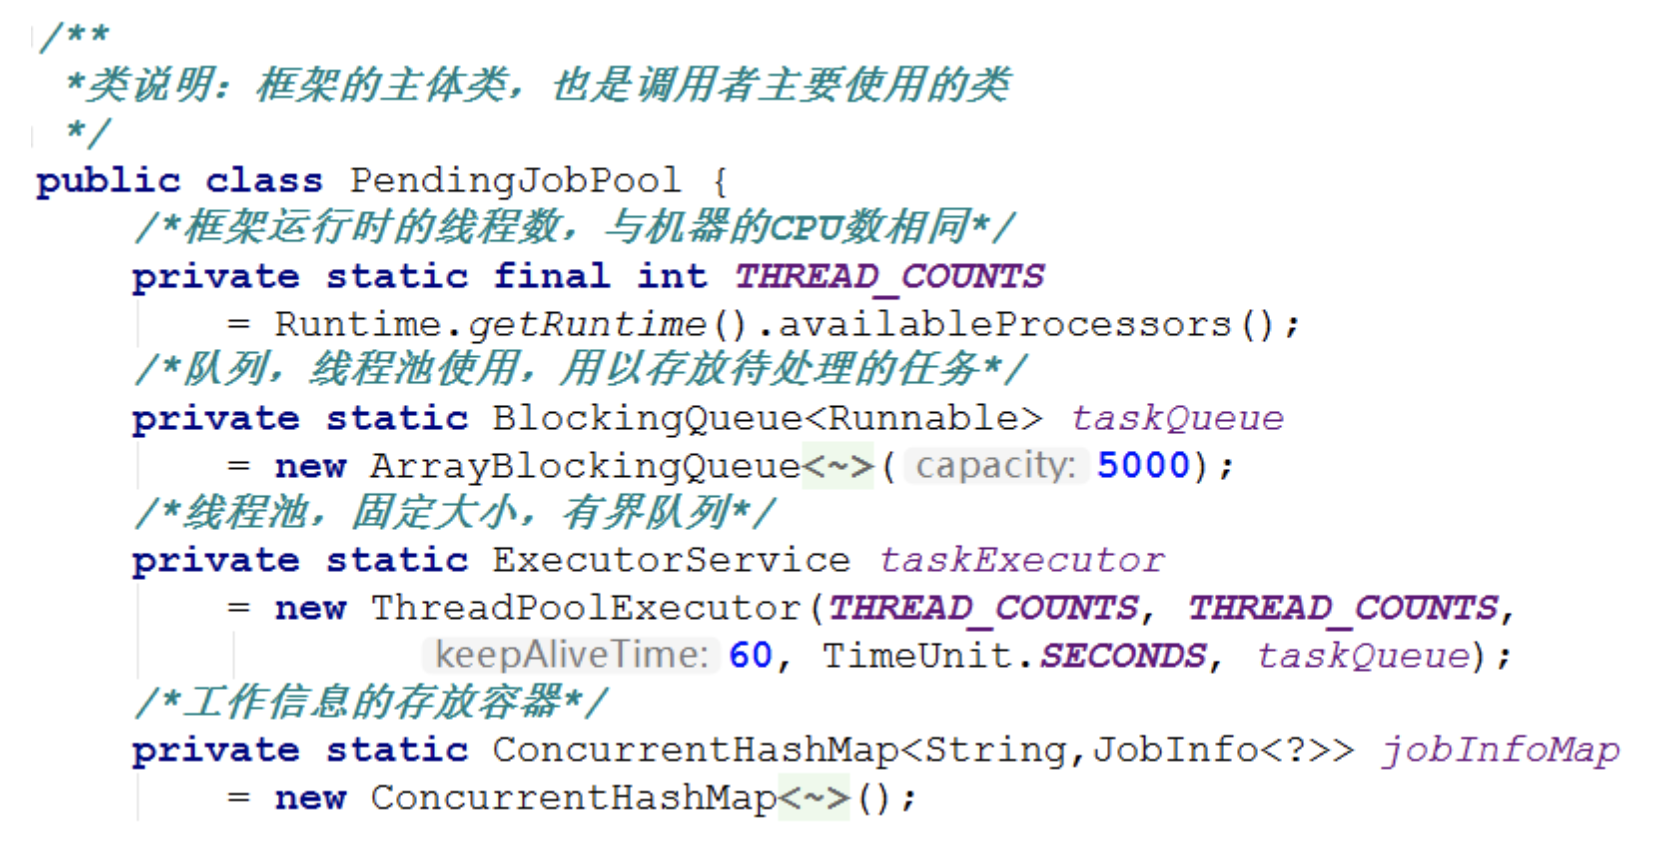 /**
 *类说明：框架的主体类，也是调用者主要使用的类
 */
public class PendingJobPool {
    /*框架运行时的线程数，与机器的CPU数相同*/
    private static final int THREAD_COUNTS
        = Runtime.getRuntime().availableProcessors();
    /*队列，线程池使用，用以存放待处理的任务*/
    private static BlockingQueue<Runnable> taskQueue
        = new ArrayBlockingQueue<~>( capacity: 5000);
    /*线程池，固定大小，有界队列*/
    private static ExecutorService taskExecutor
        = new ThreadPoolExecutor(THREAD_COUNTS, THREAD_COUNTS,
                keepAliveTime: 60, TimeUnit.SECONDS, taskQueue);
    /*工作信息的存放容器*/
    private static ConcurrentHashMap<String,JobInfo<?>> jobInfoMap
        = new ConcurrentHashMap<~>();